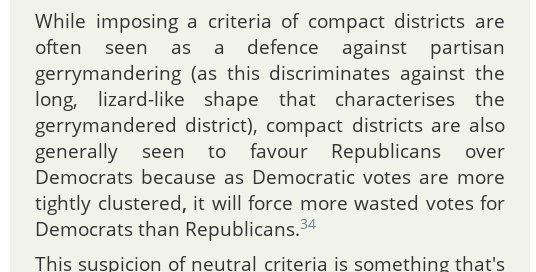 While imposing a criteria of compact districts are
often seen as a defence against partisan
gerrymandering (as this discriminates against the
long, lizard-like shape that characterises the
gerrymandered district), compact districts are also
generally seen to favour Republicans over
Democrats because as Democratic votes are more
tightly clustered, it will force more wasted votes for
Democrats than Republicans.34
This suspicion of neutral criteria is something that's